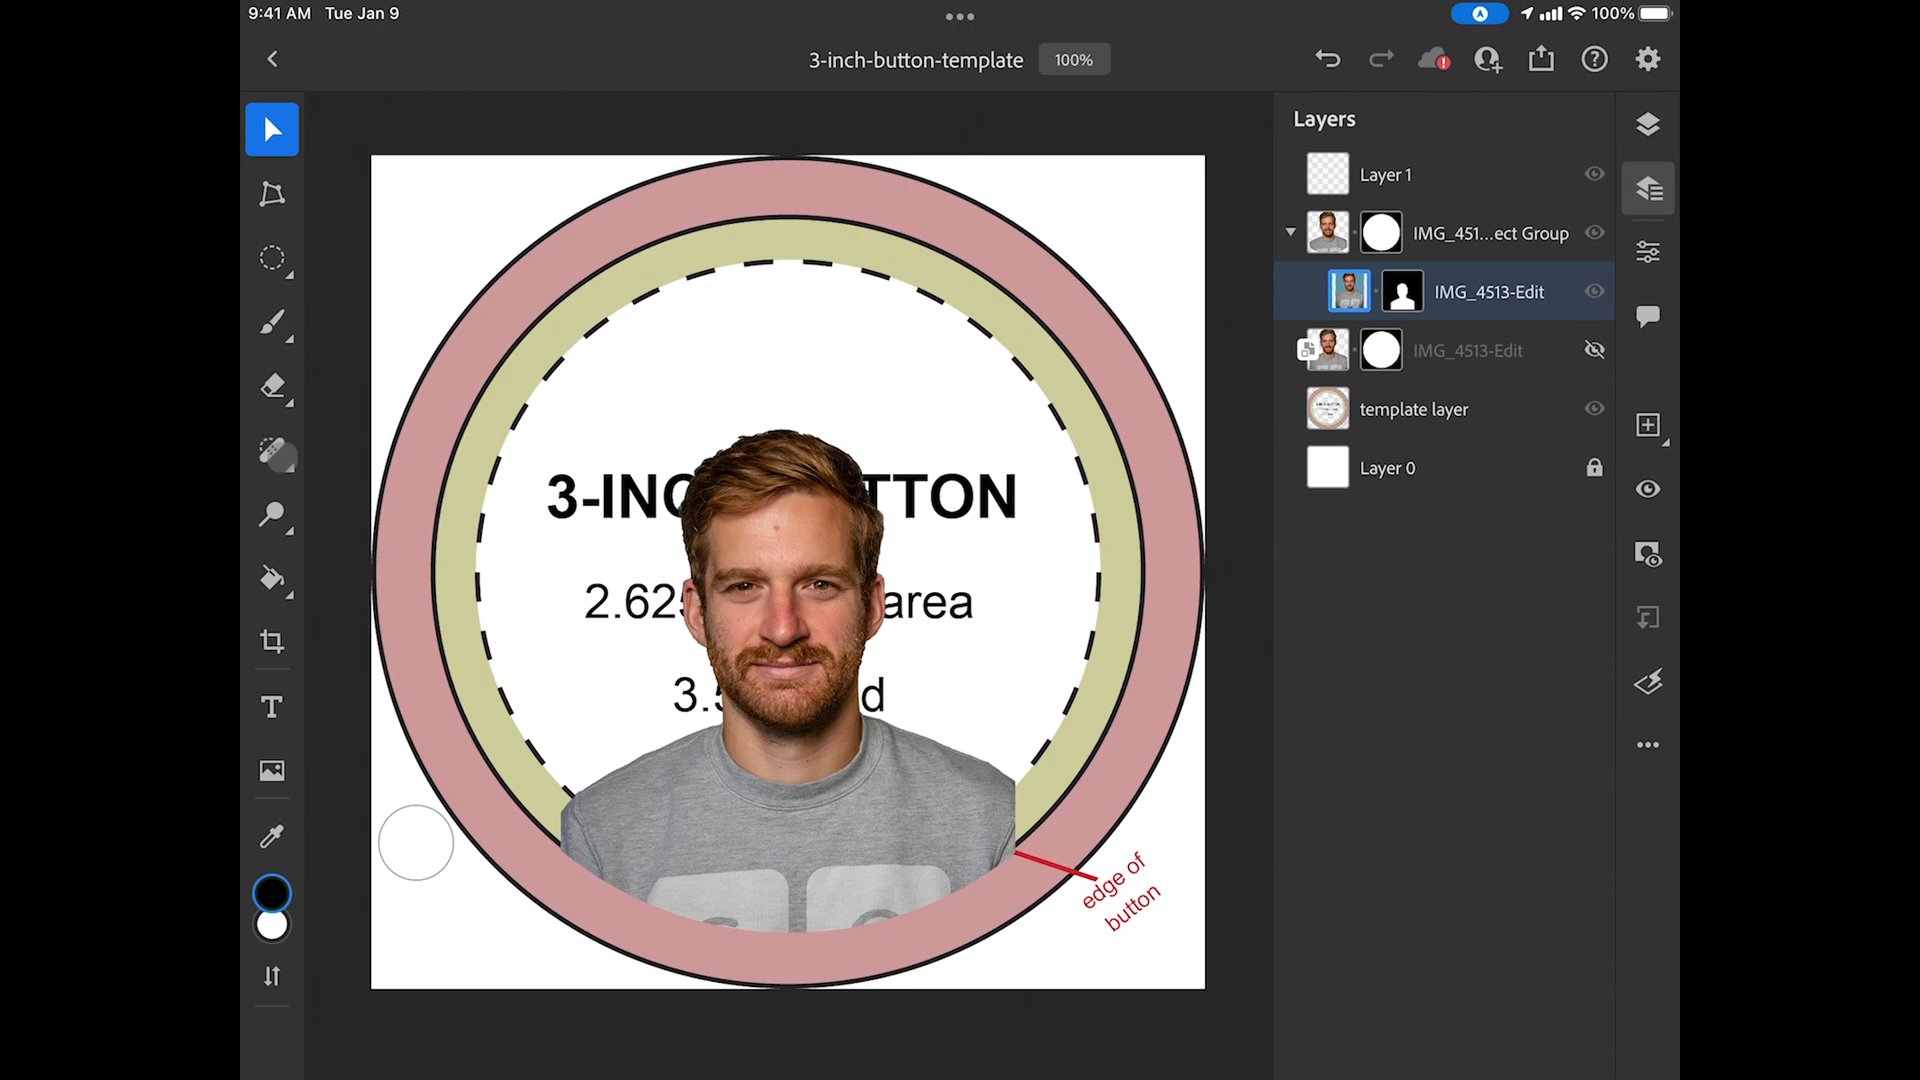 9:41 AM Tue Jan 9
100%
3-inch-button-template 100%
Layers
Layer 1
IMG_451...ect Group
IMG_4513-Edit
IMG_4513-Edit
template layer
Layer 0
3-INC TTON
2.625 area
3.5 d
edge of
button